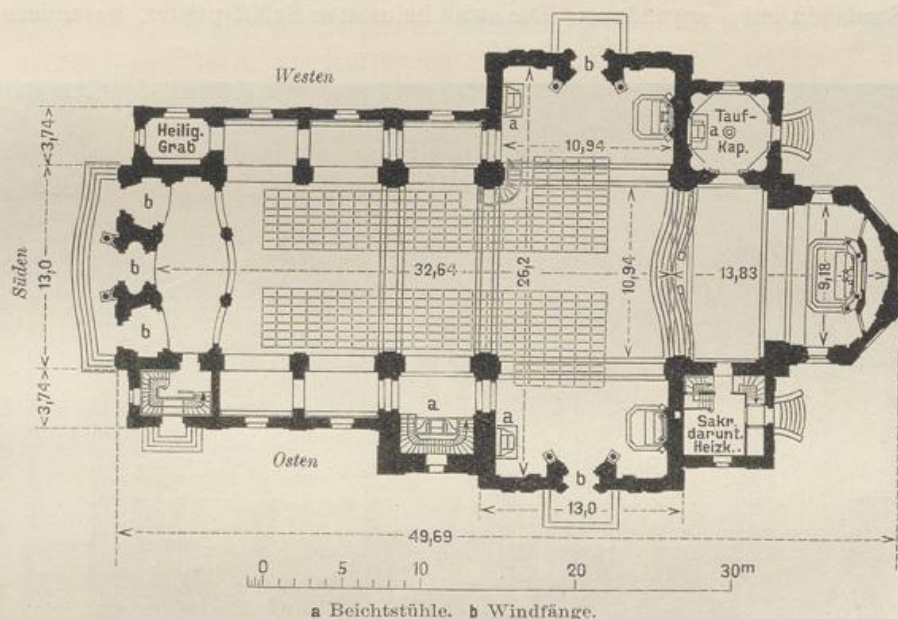 Westen
Heilig.
Grab
Tauf-
Kap.
3,74
a
a
b
10,94
Süden
13,0
b
b
b
32,64
26,2
10,94
13,83
9,18
3,74
a
a
b
Sakr.
darunt.
Heizk.
Osten
13,0
49,69
0 5 10 20 30m
a Beichtstühle. b Windfänge.